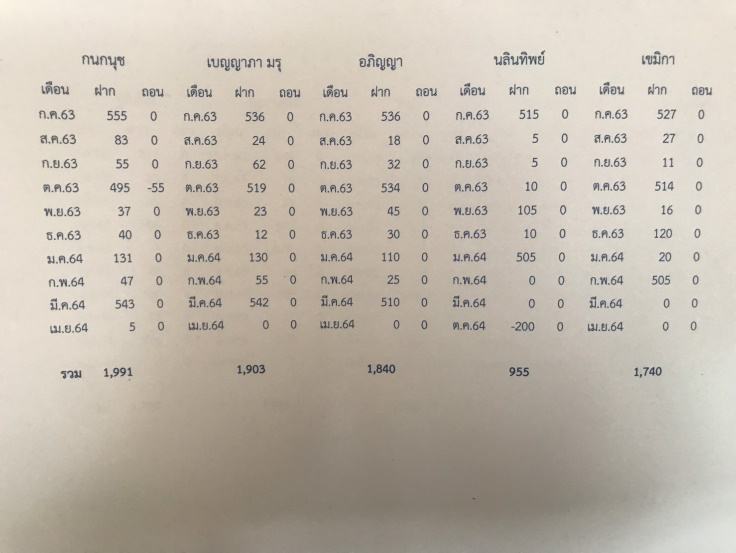 กนกนุช เบญญาภา มรุ อภิญญา นลินทิพย์ เขมิกา
เดือน ฝาก ถอน เดือน ฝาก ถอน เดือน ฝาก ถอน เดือน ฝาก ถอน เดือน ฝาก ถอน
ก.ค.63 555 0 ก.ค.63 536 0 ก.ค.63 536 0 ก.ค.63 515 0 ก.ค.63 527 0
ส.ค.63 83 0 ส.ค.63 24 0 ส.ค.63 18 0 ส.ค.63 5 0 ส.ค.63 27 0
ก.ย.63 55 0 ก.ย.63 62 0 ก.ย.63 32 0 ก.ย.63 5 0 ก.ย.63 11 0
ต.ค.63 495 -55 ต.ค.63 519 0 ต.ค.63 534 0 ต.ค.63 10 0 ต.ค.63 514 0
พ.ย.63 37 0 พ.ย.63 23 0 พ.ย.63 45 0 พ.ย.63 105 0 พ.ย.63 16 0
ธ.ค.63 40 0 ธ.ค.63 12 0 ธ.ค.63 30 0 ธ.ค.63 10 0 ธ.ค.63 120 0
ม.ค.64 131 0 ม.ค.64 130 0 ม.ค.64 110 0 ม.ค.64 505 0 ม.ค.64 20 0
ก.พ.64 47 0 ก.พ.64 55 0 ก.พ.64 25 0 ก.พ.64 0 0 ก.พ.64 505 0
มี.ค.64 543 0 มี.ค.64 542 0 มี.ค.64 510 0 มี.ค.64 0 0 มี.ค.64 0 0
เม.ย.64 5 0 เม.ย.64 0 0 เม.ย.64 0 0 ต.ค.64 -200 0 เม.ย.64 0 0
รวม 1,991 1,903 1,840 955 1,740